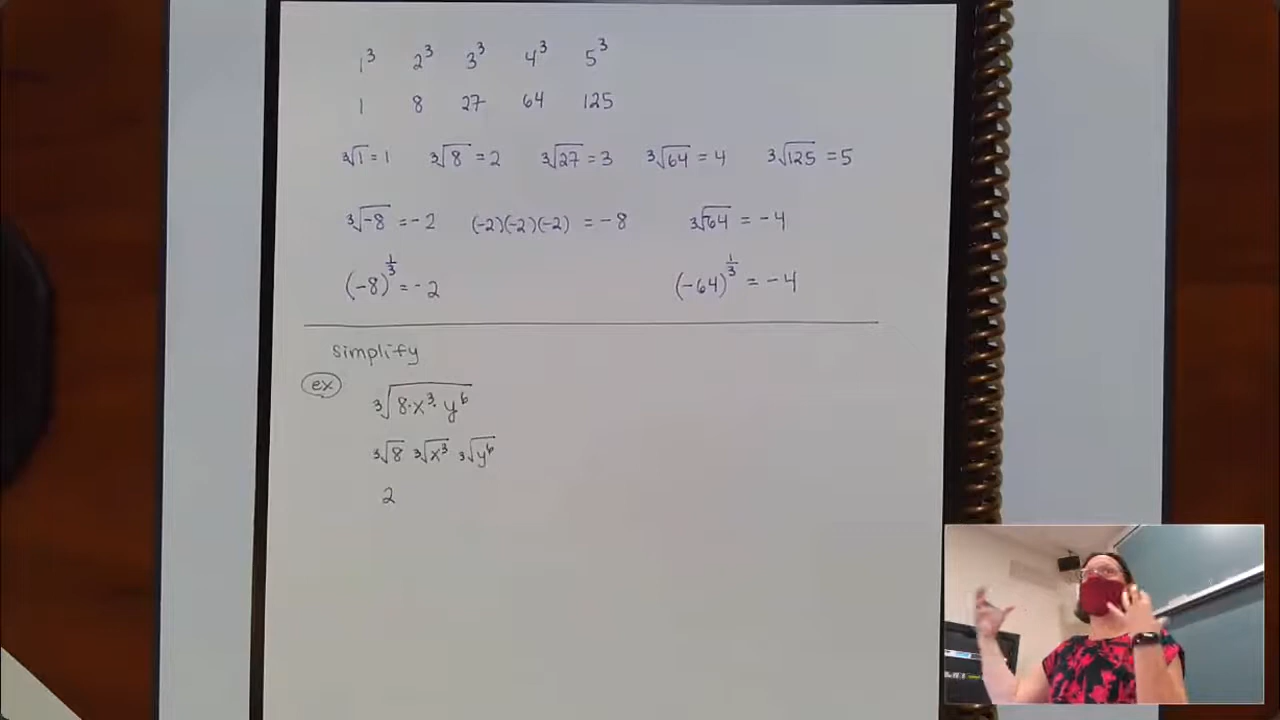 1³ 2³ 3³ 4³ 5³
1 8 27 64 125
∛1 = 1 ∛8 = 2 ∛27 = 3 ∛64 = 4 ∛125 = 5
∛-8 = -2 (-2)(-2)(-2) = -8 ∛-64 = -4
(-8)^(1/3) = -2 (-64)^(1/3) = -4
Simplify
ex ∛(8·x³·y⁶)
∛8 ∛x³ ∛y⁶
2